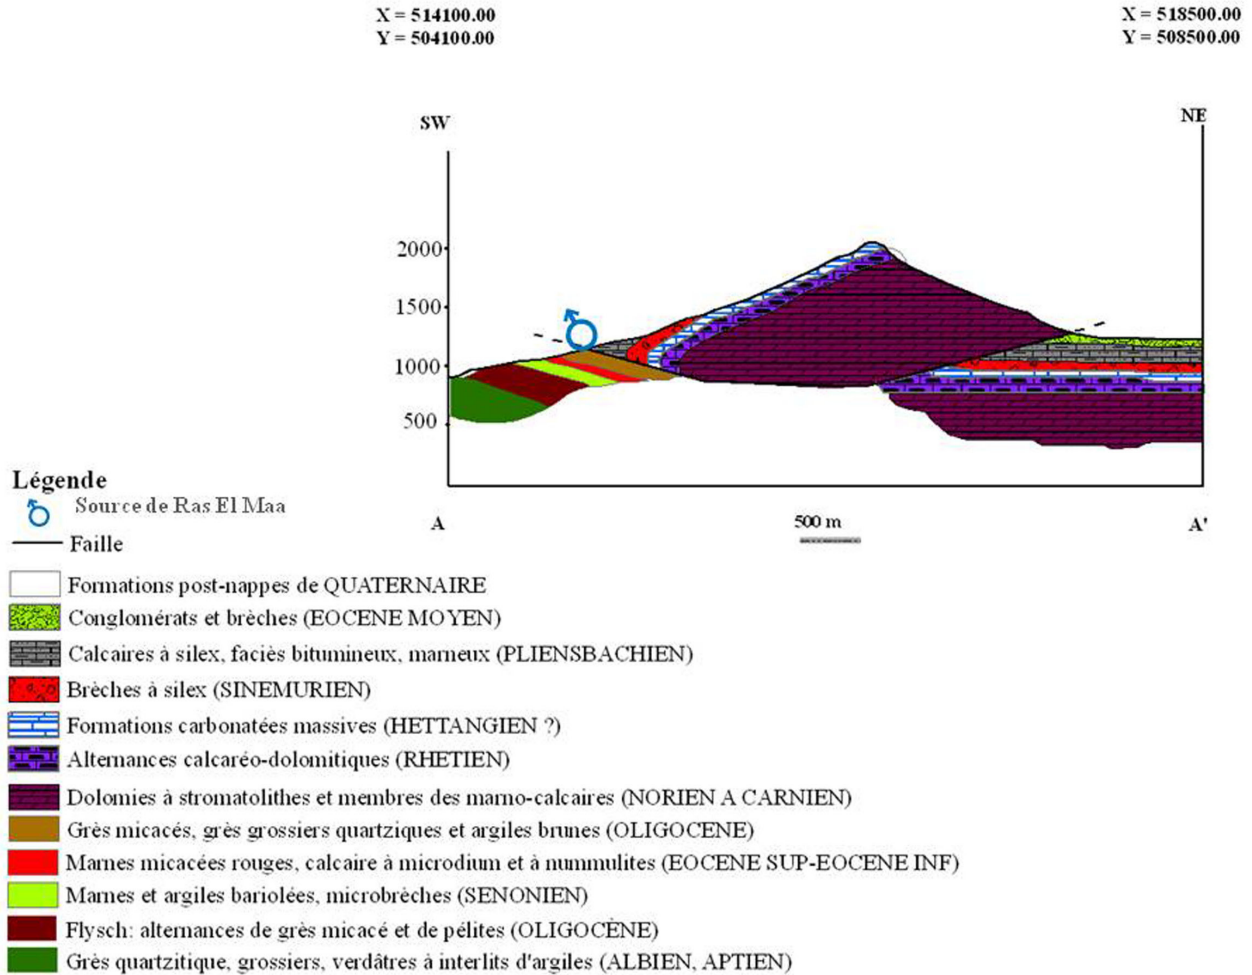 X = 514100.00
Y = 504100.00
X = 518500.00
Y = 508500.00
SW
NE
2000
1500
1000
500
A
500 m
A'
Légende
Source de Ras El Maa
Faille
Formations post-nappes de QUATERNAIRE
Conglomérats et brèches (EOCENE MOYEN)
Calcaires à silex, faciès bitumineux, marneux (PLIENSBACHIEN)
Brèches à silex (SINEMURIEN)
Formations carbonatées massives (HETTANGIEN ?)
Alternances calcaréo-dolomitiques (RHETIEN)
Dolomies à stromatolithes et membres des marno-calcaires (NORIEN A CARNIEN)
Grès micacés, grès grossiers quartziques et argiles brunes (OLIGOCENE)
Marnes micacées rouges, calcaire à microdium et à nummulites (EOCENE SUP-EOCENE INF)
Marnes et argiles bariolées, microbrèches (SENONIEN)
Flysch: alternances de grès micacé et de pélites (OLIGOCÈNE)
Grès quartzitique, grossiers, verdâtres à interlits d'argiles (ALBIEN, APTIEN)